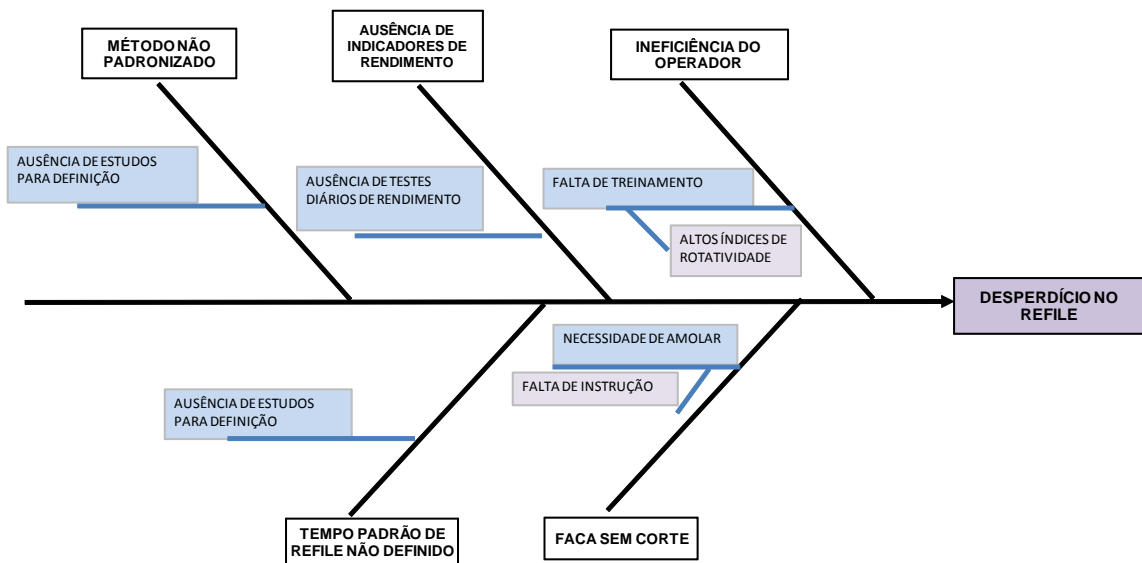 MÉTODO NÃO
PADRONIZADO
AUSÊNCIA DE
INDICADORES DE
RENDIMENTO
INEFICIÊNCIA DO
OPERADOR
AUSÊNCIA DE ESTUDOS
PARA DEFINIÇÃO
AUSÊNCIA DE TESTES
DIÁRIOS DE RENDIMENTO
FALTA DE TREINAMENTO
ALTOS ÍNDICES DE
ROTATIVIDADE
DESPERDÍCIO NO
REFILE
NECESSIDADE DE AMOLAR
FALTA DE INSTRUÇÃO
AUSÊNCIA DE ESTUDOS
PARA DEFINIÇÃO
TEMPO PADRÃO DE
REFILE NÃO DEFINIDO
FACA SEM CORTE